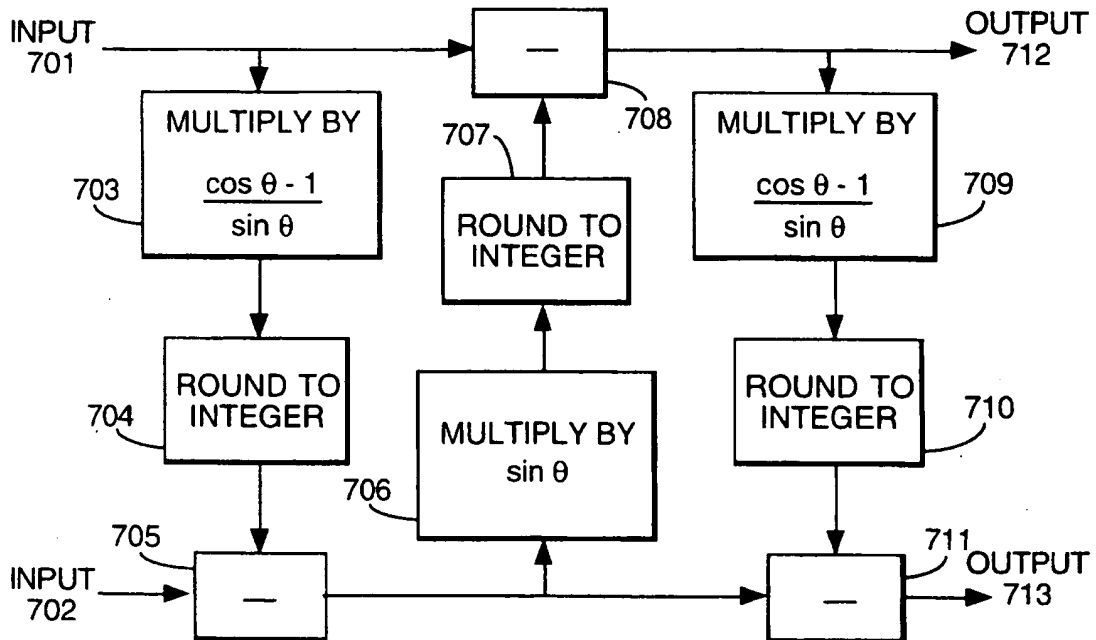 INPUT
701
—
OUTPUT
712
708
MULTIPLY BY
cos θ - 1
sin θ
703
707
ROUND TO
INTEGER
MULTIPLY BY
cos θ - 1
sin θ
709
ROUND TO
INTEGER
704
MULTIPLY BY
sin θ
706
ROUND TO
INTEGER
710
705
INPUT
702
—
—
711
OUTPUT
713